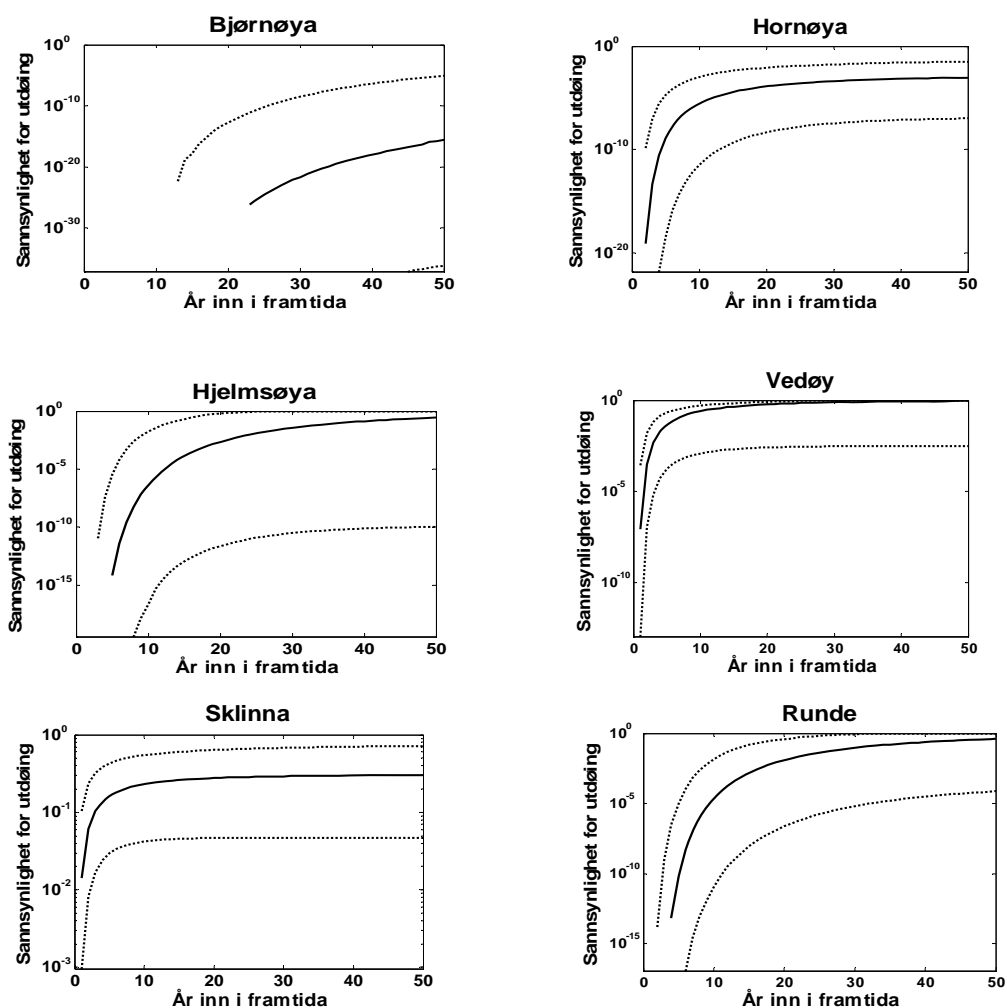 Bjørnøya
Sannsynlighet for utdøing
10^0
10^-10
10^-20
10^-30
0 10 20 30 40 50
År inn i framtida
Hornøya
Sannsynlighet for utdøing
10^0
10^-10
10^-20
0 10 20 30 40 50
År inn i framtida
Hjelmsøya
Sannsynlighet for utdøing
10^0
10^-5
10^-10
10^-15
0 10 20 30 40 50
År inn i framtida
Vedøy
Sannsynlighet for utdøing
10^0
10^-5
10^-10
0 10 20 30 40 50
År inn i framtida
Sklinna
Sannsynlighet for utdøing
10^0
10^-1
10^-2
10^-3
0 10 20 30 40 50
År inn i framtida
Runde
Sannsynlighet for utdøing
10^0
10^-5
10^-10
10^-15
0 10 20 30 40 50
År inn i framtida